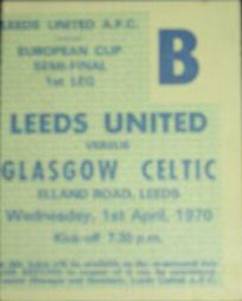 LEEDS UNITED A.F.C.
EUROPEAN CUP
SEMI-FINAL
1st LEG
B
LEEDS UNITED
versus
GLASGOW CELTIC
ELLAND ROAD, LEEDS
Wednesday, 1st April, 1970
Kick-off 7.30 p.m.